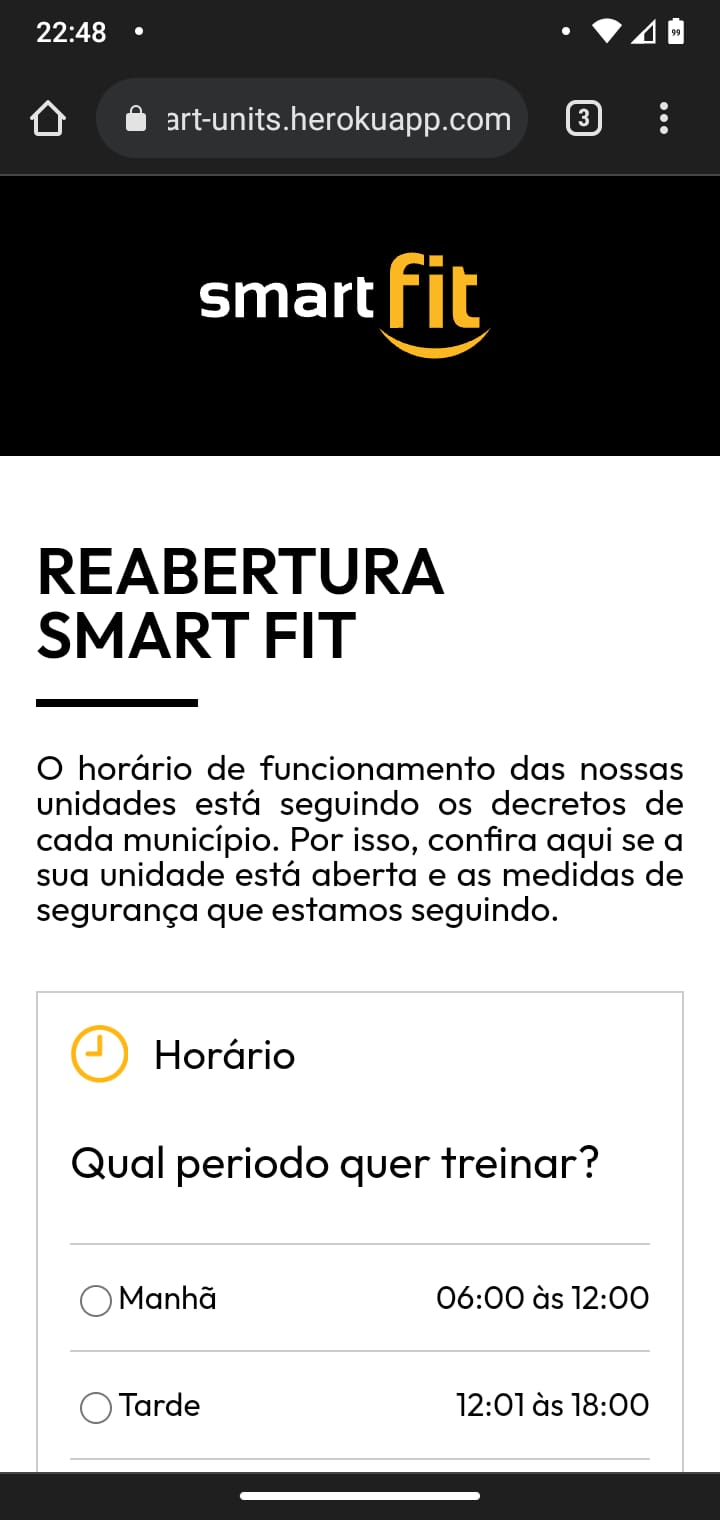 22:48
99
art-units.herokuapp.com
3
smart fit
REABERTURA
SMART FIT
O horário de funcionamento das nossas
unidades está seguindo os decretos de
cada município. Por isso, confira aqui se a
sua unidade está aberta e as medidas de
segurança que estamos seguindo.
Horário
Qual periodo quer treinar?
Manhã 06:00 às 12:00
Tarde 12:01 às 18:00